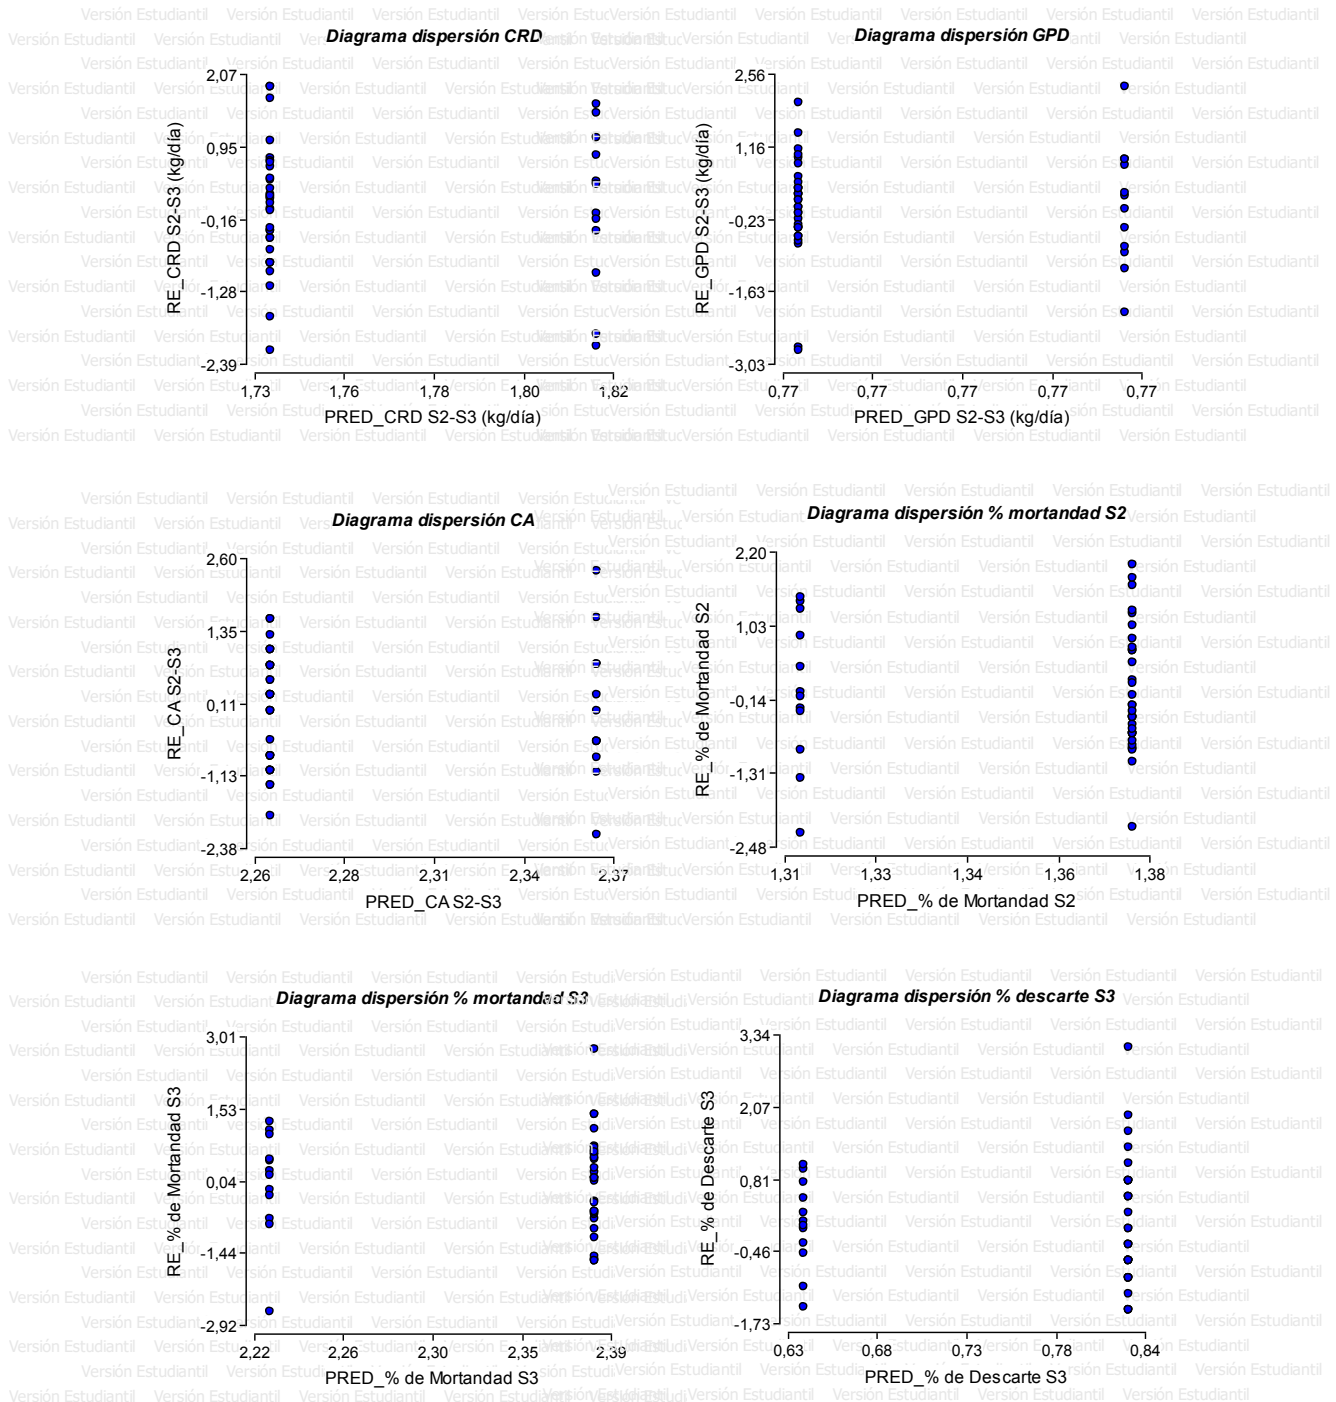 Diagrama dispersión CRD
2,07
0,95
-0,16
-1,28
-2,39
RE_CRD S2-S3 (kg/día)
1,73 1,76 1,78 1,80 1,82
PRED_CRD S2-S3 (kg/día)
Diagrama dispersión GPD
2,56
1,16
-0,23
-1,63
-3,03
RE_GPD S2-S3 (kg/día)
0,77 0,77 0,77 0,77 0,77
PRED_GPD S2-S3 (kg/día)
Diagrama dispersión CA
2,60
1,35
0,11
-1,13
-2,38
RE_CA S2-S3
2,26 2,28 2,31 2,34 2,37
PRED_CA S2-S3
Diagrama dispersión % mortandad S2
2,20
1,03
-0,14
-1,31
-2,48
RE_% de Mortandad S2
1,31 1,33 1,34 1,36 1,38
PRED_% de Mortandad S2
Diagrama dispersión % mortandad S3
3,01
1,53
0,04
-1,44
-2,92
RE_% de Mortandad S3
2,22 2,26 2,30 2,35 2,39
PRED_% de Mortandad S3
Diagrama dispersión % descarte S3
3,34
2,07
0,81
-0,46
-1,73
RE_% de Descarte S3
0,63 0,68 0,73 0,78 0,84
PRED_% de Descarte S3
Versión Estudiantil